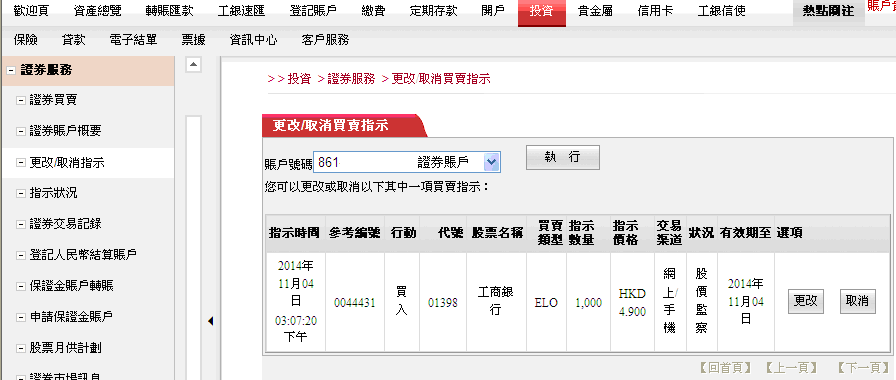 歡迎頁 資產總覽 轉賬匯款 工銀速匯 登記賬戶 繳費 定期存款 開戶 投資 貴金屬 信用卡 工銀信使 熱點關注
保險 貸款 電子結單 票據 資訊中心 客戶服務
證券服務
證券買賣
證券賬戶概要
更改/取消指示
指示狀況
證券交易記錄
登記人民幣結算賬戶
保證金賬戶轉賬
申請保證金賬戶
股票月供計劃
證券市場訊息
>>投資 >證券服務 >更改/取消買賣指示
更改/取消買賣指示
賬戶號碼 861 證券賬戶 執 行
您可以更改或取消以下其中一項買賣指示：
指示時間 參考編號 行動 代號 股票名稱 買賣類型 指示數量 指示價格 交易渠道 狀況 有效期至 選項
2014年11月04日 03:07:20下午 0044431 買入 01398 工商銀行 ELO 1,000 HKD 4.900 網上/手機 股價監察 2014年11月04日 更改 取消
【回首頁】 【上一頁】 【下一頁】